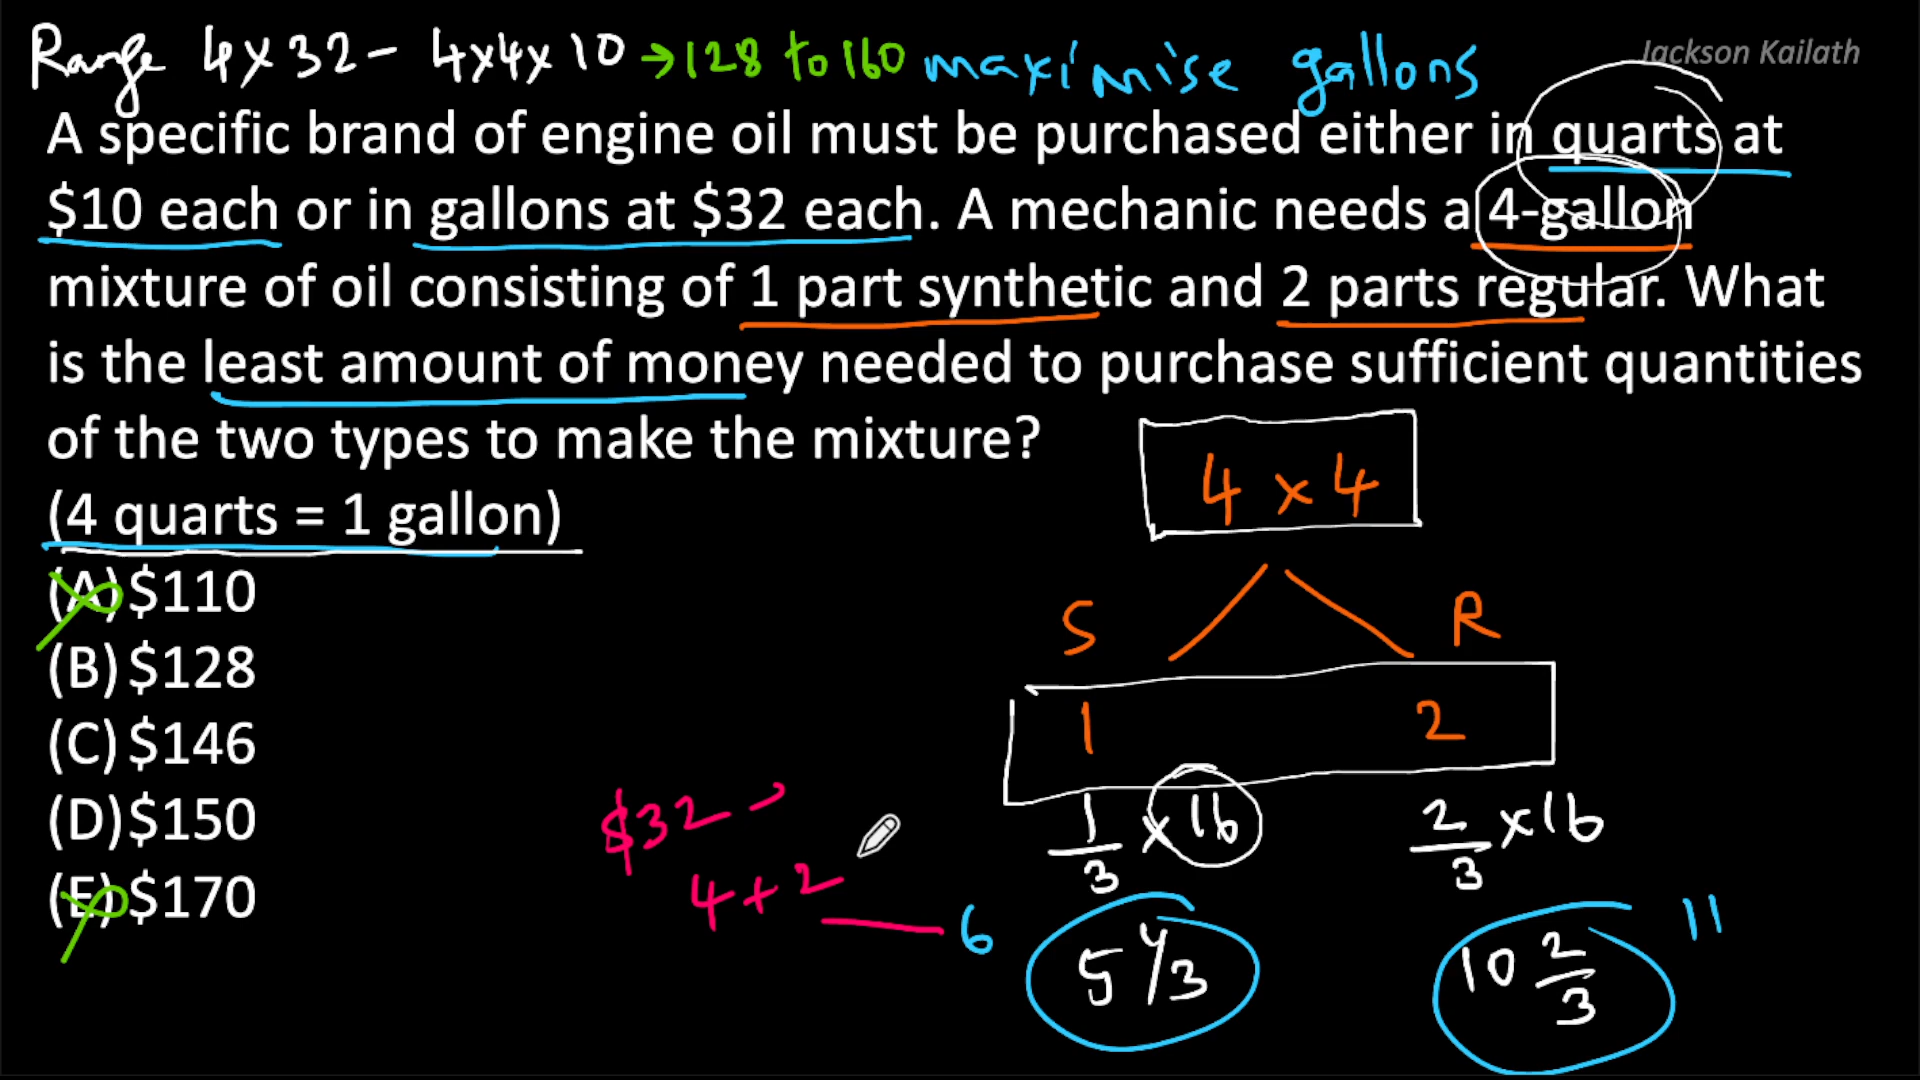 Range 4x32 - 4x4x10 → 128 to 160 maximise gallons
Jackson Kailath
A specific brand of engine oil must be purchased either in quarts at
$10 each or in gallons at $32 each. A mechanic needs a 4-gallon
mixture of oil consisting of 1 part synthetic and 2 parts regular. What
is the least amount of money needed to purchase sufficient quantities
of the two types to make the mixture?
(4 quarts = 1 gallon)
4 x 4
(A) $110
S R
(B) $128
(C) $146
1 2
(D) $150
$32 -
1/3 x 16 2/3 x 16
(E) $170
4 + 2
6 5 1/3 10 2/3 11